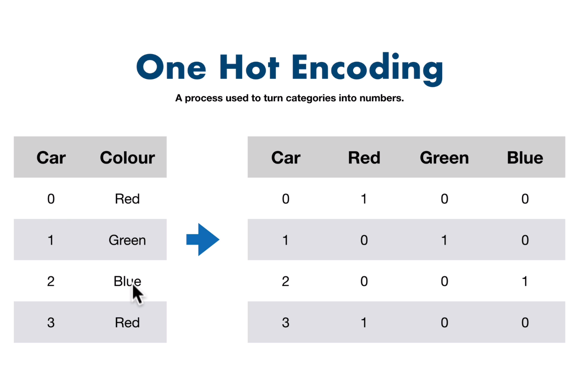 One Hot Encoding
A process used to turn categories into numbers.
Car Colour
0 Red
1 Green
2 Blue
3 Red
Car Red Green Blue
0 1 0 0
1 0 1 0
2 0 0 1
3 1 0 0